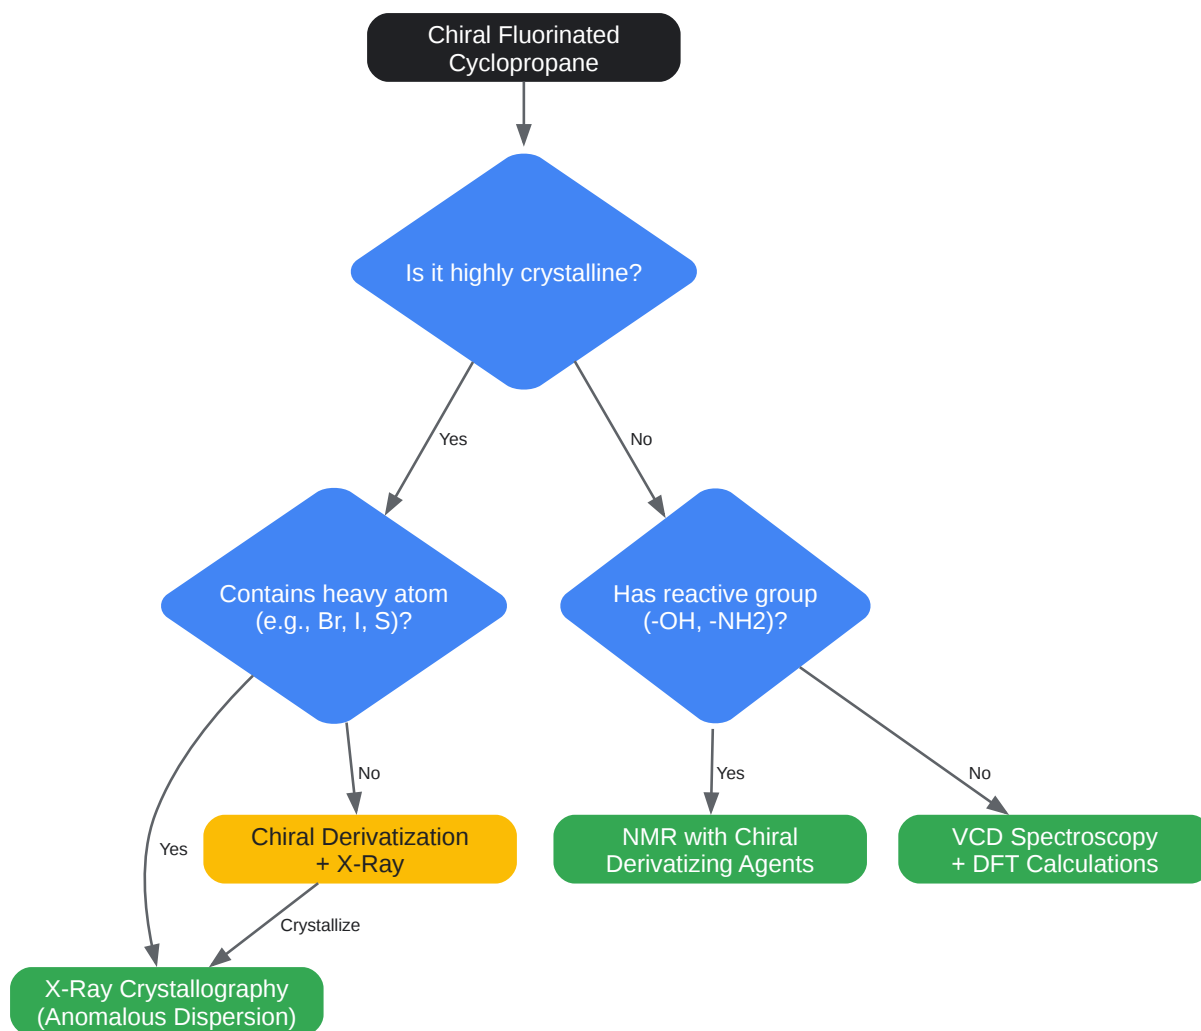 Chiral Fluorinated
Cyclopropane
Is it highly crystalline?
Yes
No
Contains heavy atom
(e.g., Br, I, S)?
Has reactive group
(-OH, -NH2)?
No
Yes
No
Yes
Chiral Derivatization
+ X-Ray
NMR with Chiral
Derivatizing Agents
VCD Spectroscopy
+ DFT Calculations
Crystallize
X-Ray Crystallography
(Anomalous Dispersion)